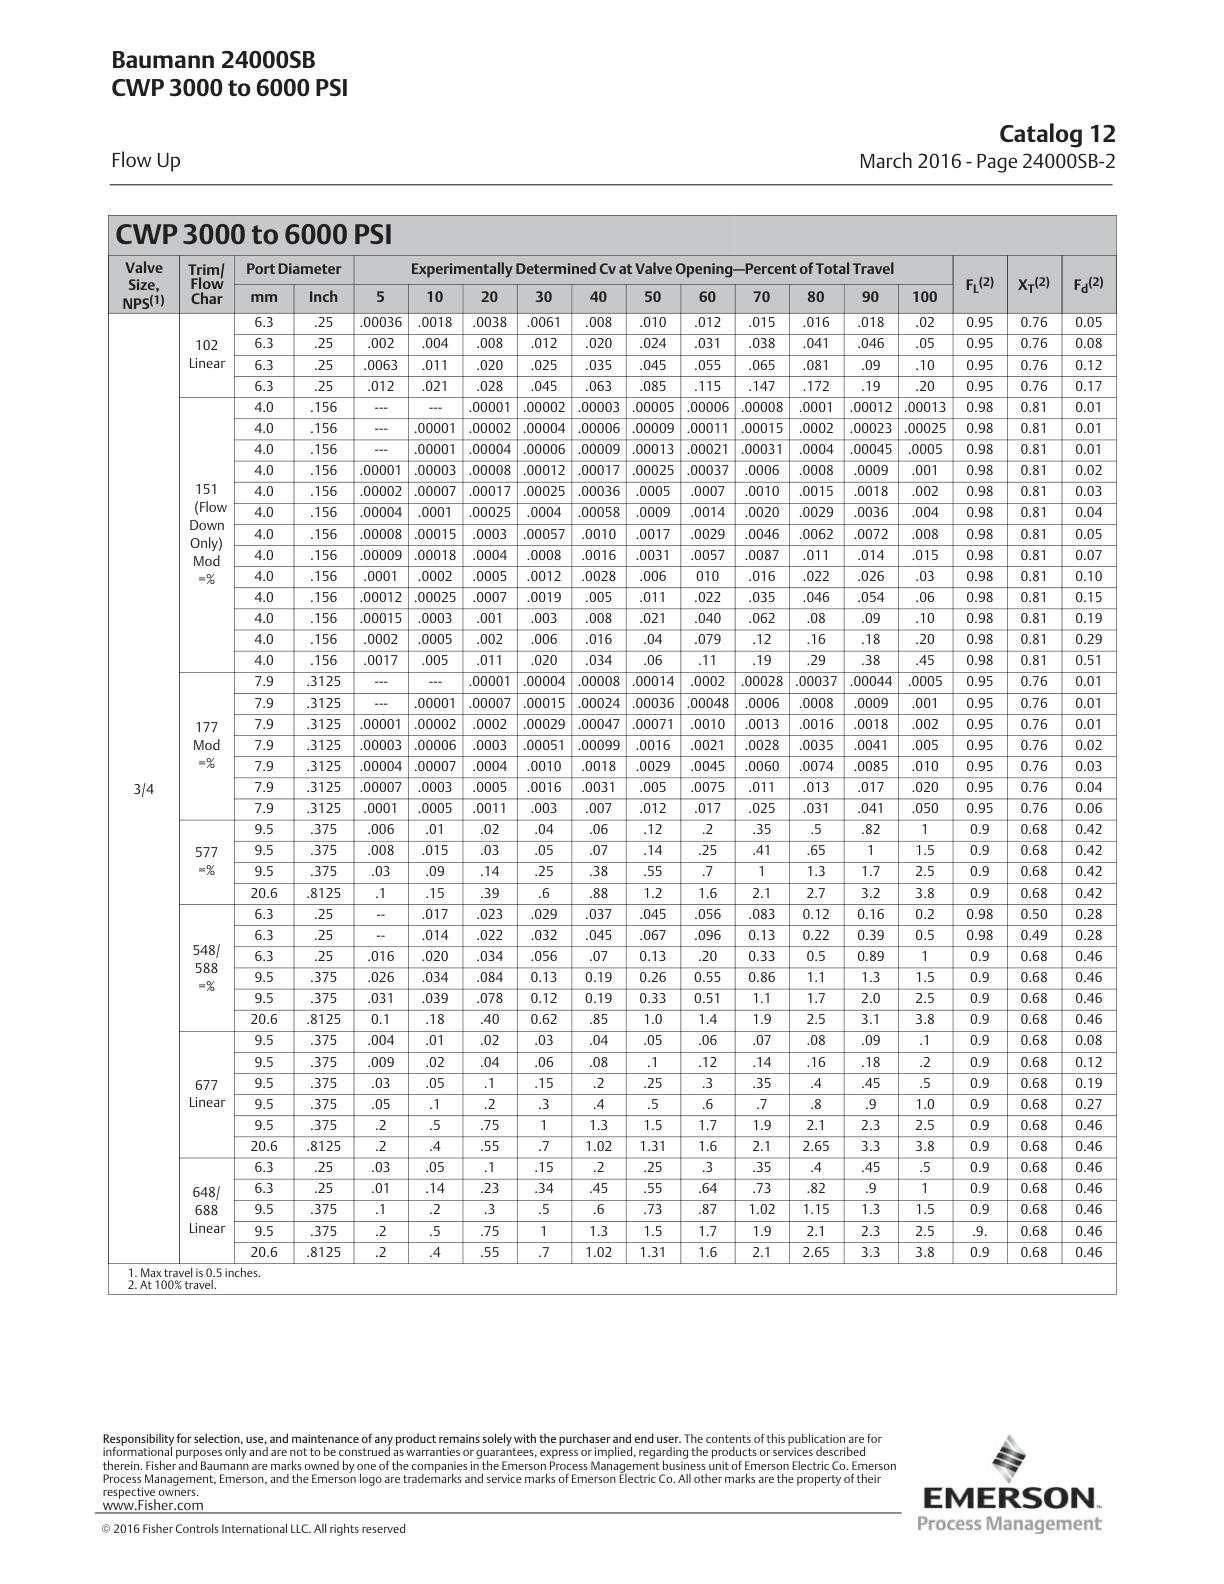 Baumann 24000SB
CWP 3000 to 6000 PSI
Catalog 12
Flow Up
March 2016 - Page 24000SB-2
CWP 3000 to 6000 PSI
Valve Size, NPS(1) Trim/ Flow Char Port Diameter Experimentally Determined Cv at Valve Opening—Percent of Total Travel FL(2) XT(2) Fd(2)
mm Inch 5 10 20 30 40 50 60 70 80 90 100
3/4
102 Linear
6.3 .25 .00036 .0018 .0038 .0061 .008 .010 .012 .015 .016 .018 .02 0.95 0.76 0.05
6.3 .25 .002 .004 .008 .012 .020 .024 .031 .038 .041 .046 .05 0.95 0.76 0.08
6.3 .25 .0063 .011 .020 .025 .035 .045 .055 .065 .081 .09 .10 0.95 0.76 0.12
6.3 .25 .012 .021 .028 .045 .063 .085 .115 .147 .172 .19 .20 0.95 0.76 0.17
151 (Flow Down Only) Mod =%
4.0 .156 --- --- .00001 .00002 .00003 .00005 .00006 .00008 .0001 .00012 .00013 0.98 0.81 0.01
4.0 .156 --- .00001 .00002 .00004 .00006 .00009 .00011 .00015 .0002 .00023 .00025 0.98 0.81 0.01
4.0 .156 --- .00001 .00004 .00006 .00009 .00013 .00021 .00031 .0004 .00045 .0005 0.98 0.81 0.01
4.0 .156 .00001 .00003 .00008 .00012 .00017 .00025 .00037 .0006 .0008 .0009 .001 0.98 0.81 0.02
4.0 .156 .00002 .00007 .00017 .00025 .00036 .0005 .0007 .0010 .0015 .0018 .002 0.98 0.81 0.03
4.0 .156 .00004 .0001 .00025 .0004 .00058 .0009 .0014 .0020 .0029 .0036 .004 0.98 0.81 0.04
4.0 .156 .00008 .00015 .0003 .00057 .0010 .0017 .0029 .0046 .0062 .0072 .008 0.98 0.81 0.05
4.0 .156 .00009 .00018 .0004 .0008 .0016 .0031 .0057 .0087 .011 .014 .015 0.98 0.81 0.07
4.0 .156 .0001 .0002 .0005 .0012 .0028 .006 010 .016 .022 .026 .03 0.98 0.81 0.10
4.0 .156 .00012 .00025 .0007 .0019 .005 .011 .022 .035 .046 .054 .06 0.98 0.81 0.15
4.0 .156 .00015 .0003 .001 .003 .008 .021 .040 .062 .08 .09 .10 0.98 0.81 0.19
4.0 .156 .0002 .0005 .002 .006 .016 .04 .079 .12 .16 .18 .20 0.98 0.81 0.29
4.0 .156 .0017 .005 .011 .020 .034 .06 .11 .19 .29 .38 .45 0.98 0.81 0.51
177 Mod =%
7.9 .3125 --- --- .00001 .00004 .00008 .00014 .0002 .00028 .00037 .00044 .0005 0.95 0.76 0.01
7.9 .3125 --- .00001 .00007 .00015 .00024 .00036 .00048 .0006 .0008 .0009 .001 0.95 0.76 0.01
7.9 .3125 .00001 .00002 .0002 .00029 .00047 .00071 .0010 .0013 .0016 .0018 .002 0.95 0.76 0.01
7.9 .3125 .00003 .00006 .0003 .00051 .00099 .0016 .0021 .0028 .0035 .0041 .005 0.95 0.76 0.02
7.9 .3125 .00004 .00007 .0004 .0010 .0018 .0029 .0045 .0060 .0074 .0085 .010 0.95 0.76 0.03
7.9 .3125 .00007 .0003 .0005 .0016 .0031 .005 .0075 .011 .013 .017 .020 0.95 0.76 0.04
7.9 .3125 .0001 .0005 .0011 .003 .007 .012 .017 .025 .031 .041 .050 0.95 0.76 0.06
577 =%
9.5 .375 .006 .01 .02 .04 .06 .12 .2 .35 .5 .82 1 0.9 0.68 0.42
9.5 .375 .008 .015 .03 .05 .07 .14 .25 .41 .65 1 1.5 0.9 0.68 0.42
9.5 .375 .03 .09 .14 .25 .38 .55 .7 1 1.3 1.7 2.5 0.9 0.68 0.42
20.6 .8125 .1 .15 .39 .6 .88 1.2 1.6 2.1 2.7 3.2 3.8 0.9 0.68 0.42
548/ 588 =%
6.3 .25 -- .017 .023 .029 .037 .045 .056 .083 0.12 0.16 0.2 0.98 0.50 0.28
6.3 .25 -- .014 .022 .032 .045 .067 .096 0.13 0.22 0.39 0.5 0.98 0.49 0.28
6.3 .25 .016 .020 .034 .056 .07 0.13 .20 0.33 0.5 0.89 1 0.9 0.68 0.46
9.5 .375 .026 .034 .084 0.13 0.19 0.26 0.55 0.86 1.1 1.3 1.5 0.9 0.68 0.46
9.5 .375 .031 .039 .078 0.12 0.19 0.33 0.51 1.1 1.7 2.0 2.5 0.9 0.68 0.46
20.6 .8125 0.1 .18 .40 0.62 .85 1.0 1.4 1.9 2.5 3.1 3.8 0.9 0.68 0.46
677 Linear
9.5 .375 .004 .01 .02 .03 .04 .05 .06 .07 .08 .09 .1 0.9 0.68 0.08
9.5 .375 .009 .02 .04 .06 .08 .1 .12 .14 .16 .18 .2 0.9 0.68 0.12
9.5 .375 .03 .05 .1 .15 .2 .25 .3 .35 .4 .45 .5 0.9 0.68 0.19
9.5 .375 .05 .1 .2 .3 .4 .5 .6 .7 .8 .9 1.0 0.9 0.68 0.27
9.5 .375 .2 .5 .75 1 1.3 1.5 1.7 1.9 2.1 2.3 2.5 0.9 0.68 0.46
20.6 .8125 .2 .4 .55 .7 1.02 1.31 1.6 2.1 2.65 3.3 3.8 0.9 0.68 0.46
648/ 688 Linear
6.3 .25 .03 .05 .1 .15 .2 .25 .3 .35 .4 .45 .5 0.9 0.68 0.46
6.3 .25 .01 .14 .23 .34 .45 .55 .64 .73 .82 .9 1 0.9 0.68 0.46
9.5 .375 .1 .2 .3 .5 .6 .73 .87 1.02 1.15 1.3 1.5 0.9 0.68 0.46
9.5 .375 .2 .5 .75 1 1.3 1.5 1.7 1.9 2.1 2.3 2.5 .9. 0.68 0.46
20.6 .8125 .2 .4 .55 .7 1.02 1.31 1.6 2.1 2.65 3.3 3.8 0.9 0.68 0.46
1. Max travel is 0.5 inches.
2. At 100% travel.
Responsibility for selection, use, and maintenance of any product remains solely with the purchaser and end user. The contents of this publication are for
informational purposes only and are not to be construed as warranties or guarantees, express or implied, regarding the products or services described
therein. Fisher and Baumann are marks owned by one of the companies in the Emerson Process Management business unit of Emerson Electric Co. Emerson
Process Management, Emerson, and the Emerson logo are trademarks and service marks of Emerson Electric Co. All other marks are the property of their
respective owners.
www.Fisher.com
© 2016 Fisher Controls International LLC. All rights reserved
EMERSON
Process Management